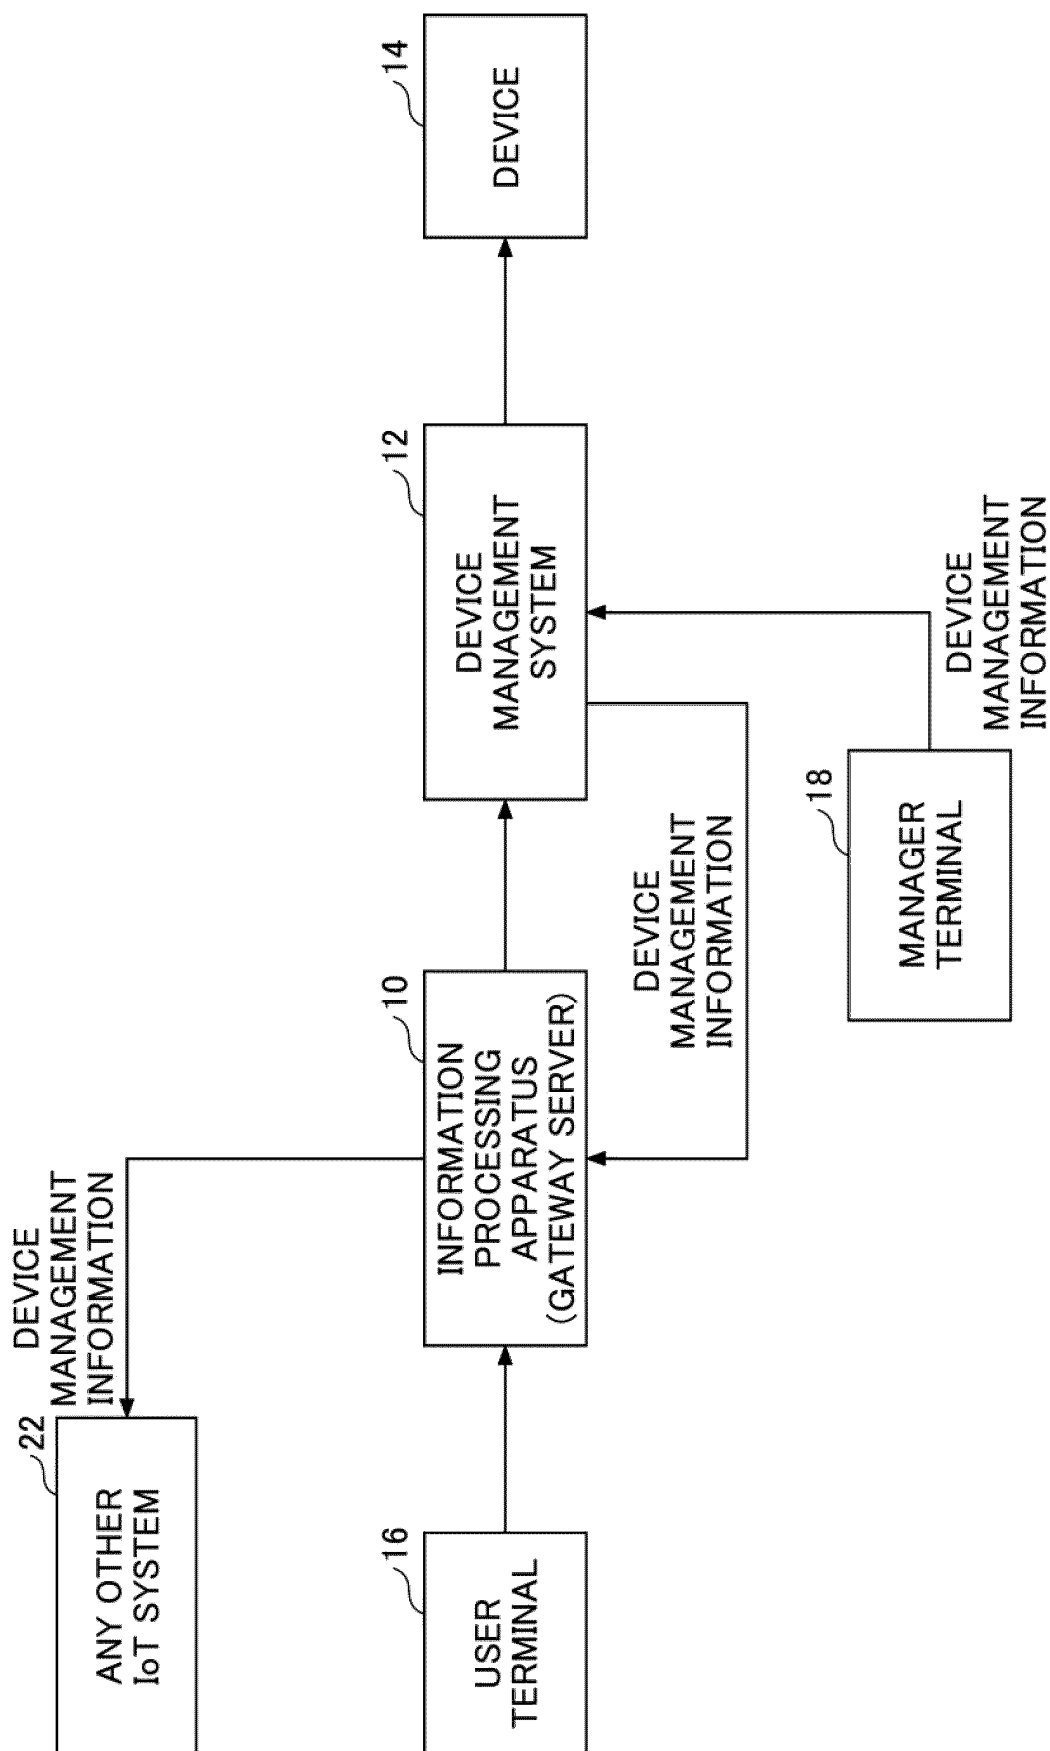 22
ANY OTHER
IoT SYSTEM
DEVICE
MANAGEMENT
INFORMATION
16
USER
TERMINAL
10
INFORMATION
PROCESSING
APPARATUS
(GATEWAY SERVER)
12
DEVICE
MANAGEMENT
SYSTEM
14
DEVICE
DEVICE
MANAGEMENT
INFORMATION
18
MANAGER
TERMINAL
DEVICE
MANAGEMENT
INFORMATION